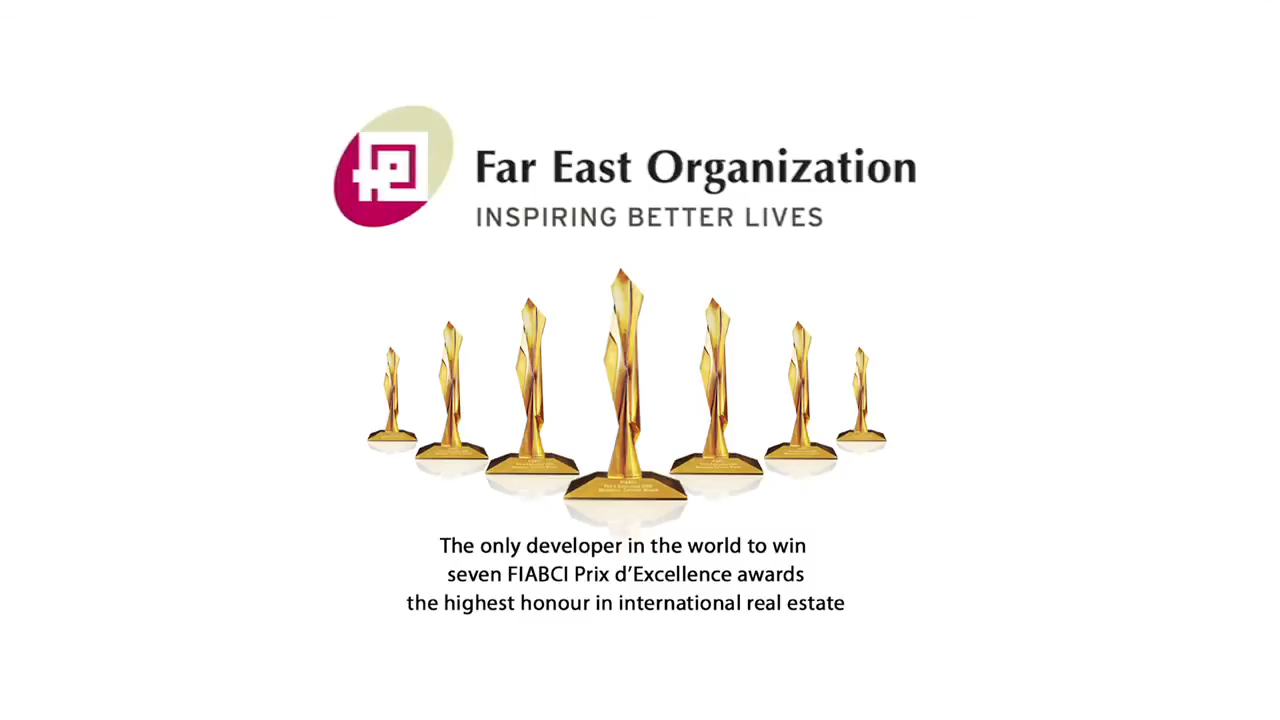 Far East Organization
INSPIRING BETTER LIVES
FIABCI
The only developer in the world to win
seven FIABCI Prix d’Excellence awards
the highest honour in international real estate